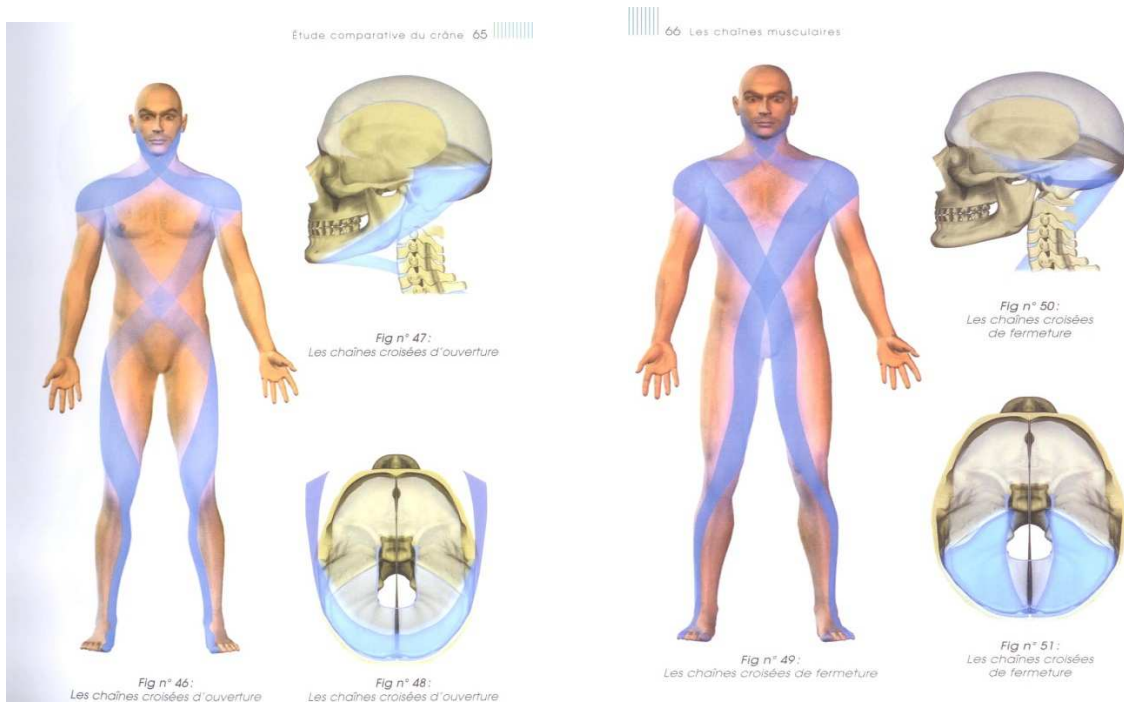 Étude comparative du crâne 65
Fig n° 47 :
Les chaînes croisées d'ouverture
Fig n° 46 :
Les chaînes croisées d'ouverture
Fig n° 48 :
Les chaînes croisées d'ouverture
66 Les chaînes musculaires
Fig n° 50 :
Les chaînes croisées
de fermeture
Fig n° 49 :
Les chaînes croisées de fermeture
Fig n° 51 :
Les chaînes croisées
de fermeture